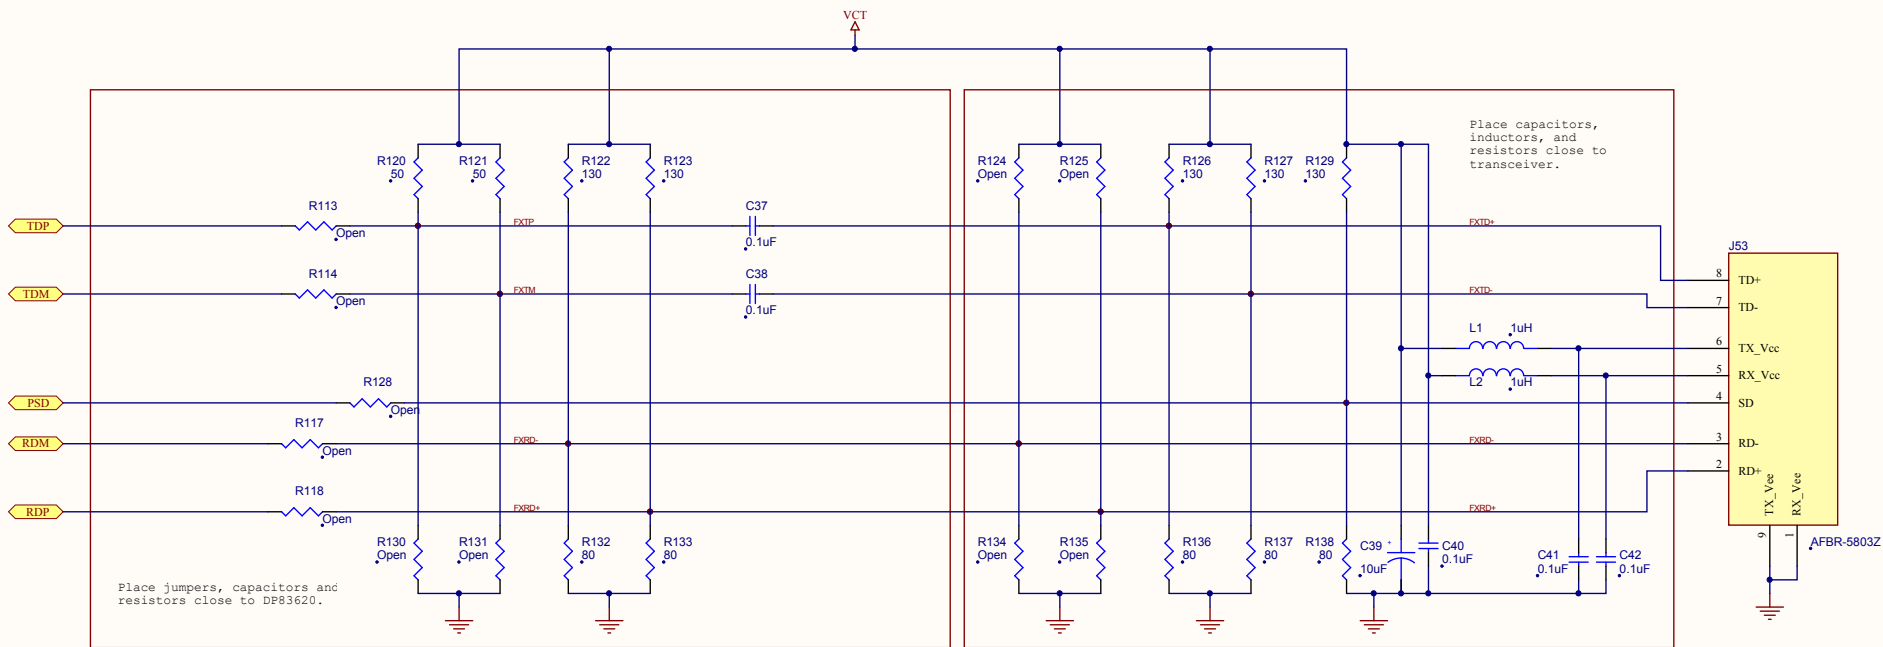 VCT
Place capacitors,
inductors, and
resistors close to
transceiver.
R120
50
R121
50
R122
130
R123
130
R124
Open
R125
Open
R126
130
R127
130
R129
130
TDP
R113
Open
FXTP
C37
0.1uF
FXTD+
TDM
R114
Open
FXTM
C38
0.1uF
FXTD-
J53
8 TD+
7 TD-
L1 1uH
6 TX_Vcc
L2 1uH
5 RX_Vcc
PSD
R128
Open
4 SD
RDM
R117
Open
FXRD-
FXRD-
3 RD-
2 RD+
RDP
R118
Open
FXRD+
FXRD+
TX_Vee
RX_Vee
9
1
AFBR-5803Z
R130
Open
R131
Open
R132
80
R133
80
R134
Open
R135
Open
R136
80
R137
80
R138
80
C39
+
10uF
C40
0.1uF
C41
0.1uF
C42
0.1uF
Place jumpers, capacitors and
resistors close to DP83620.